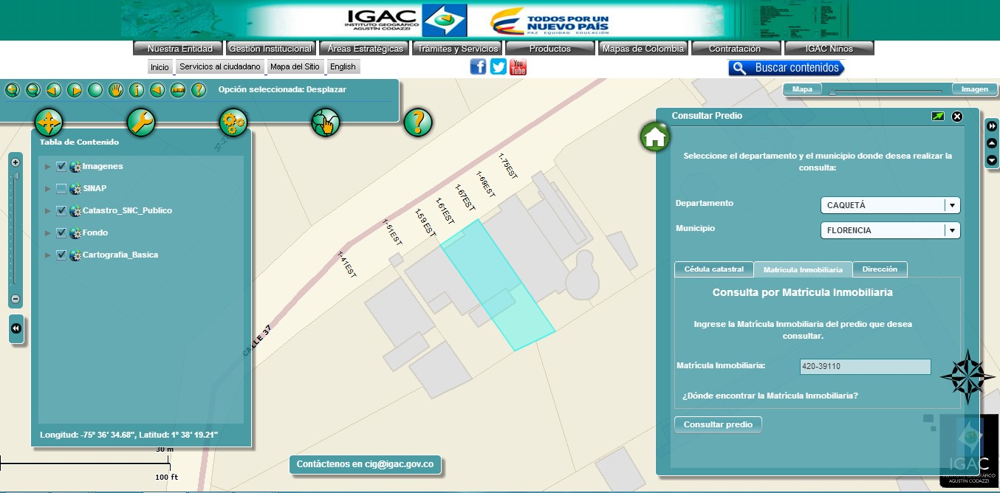 IGAC
INSTITUTO GEOGRÁFICO
AGUSTÍN CODAZZI
TODOS POR UN
NUEVO PAÍS
PAZ EQUIDAD EDUCACIÓN
Nuestra Entidad
Gestión Institucional
Áreas Estratégicas
Trámites y Servicios
Productos
Mapas de Colombia
Contratación
IGAC Niños
Inicio
Servicios al ciudadano
Mapa del Sitio
English
You
Tube
Buscar contenidos
Opción seleccionada: Desplazar
Mapa
Imagen
Tabla de Contenido
Imagenes
SINAP
Catastro_SNC_Publico
Fondo
Cartografia_Basica
Longitud: -75° 36' 34.68", Latitud: 1° 38' 19.21"
30 m
100 ft
1-75EST
1-69EST
1-67EST
1-61EST
1-59 EST
1-51EST
1-41EST
CALLE 37
Contáctenos en cig@igac.gov.co
Consultar Predio
Seleccione el departamento y el municipio donde desea realizar la
consulta:
Departamento
CAQUETÁ
Municipio
FLORENCIA
Cédula catastral
Matrícula Inmobiliaria
Dirección
Consulta por Matrícula Inmobiliaria
Ingrese la Matrícula Inmobiliaria del predio que desea
consultar.
Matrícula Inmobiliaria:
420-39110
¿Dónde encontrar la Matrícula Inmobiliaria?
Consultar predio
IGAC
INSTITUTO GEOGRÁFICO
AGUSTÍN CODAZZI